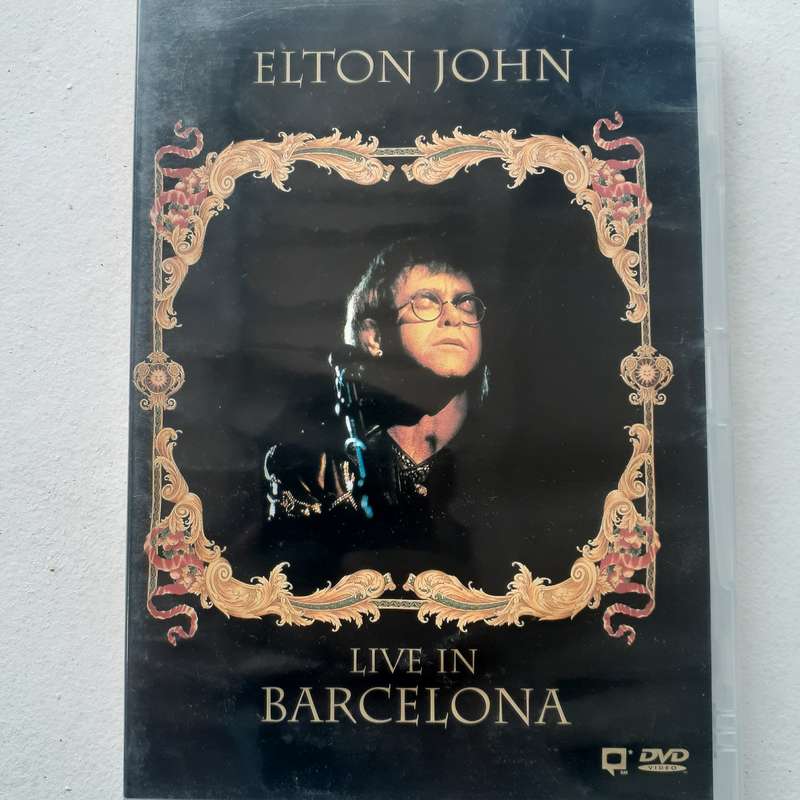 ELTON JOHN
LIVE IN
BARCELONA
DVD
VIDEO